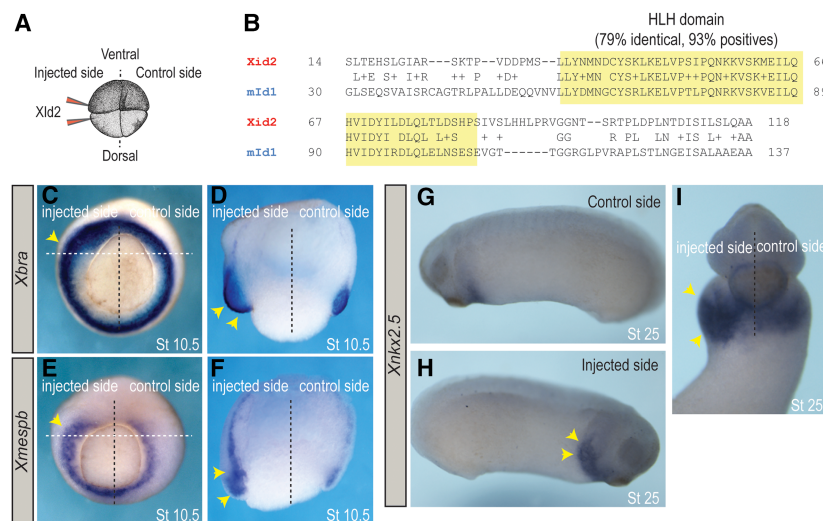 A
Ventral
Injected side Control side
XId2
Dorsal
B
HLH domain
(79% identical, 93% positives)
Xid2 14 SLTEHSLGIAR---SKTP--VDDPMS--LLYNMNDCYSKLKELVPSIPQNKKVSKMEILQ 66
L+E S+ I+R ++ P +D+ LLY+MN CYS+LKELVP+IPQN+KVSK+EILQ
mId1 30 GLSEQSVAISRCAGTRLPALLDEQQVNVLLYDMNGCYSRLKELVPTLPQNRKVSKVEILQ 89
Xid2 67 HVIDYILDLQLTLDSHPSIVSLHHLPRVGGNT--SRTPLDPLNTDISILSLQAA 118
HVIDYI DLQL L+S + + GG R PL LN +IS L+ +AA
mId1 90 HVIDYIRDLQLELNSESEVGT------TGGRGLPVRAPLSTLNGEISALAAEAA 137
Xbra
C
injected side control side
St 10.5
D
injected side control side
St 10.5
Xmespb
E
injected side control side
St 10.5
F
injected side control side
St 10.5
Xnkx2.5
G
Control side
St 25
H
Injected side
St 25
I
injected side control side
St 25